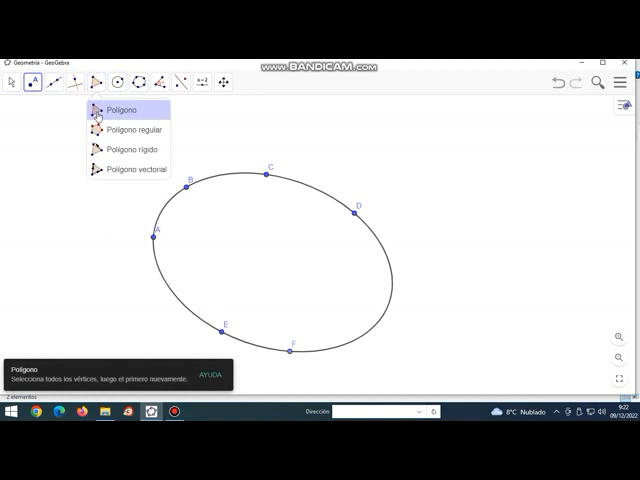 Geometría - GeoGebra
WWW.BANDICAM.COM
A
a=2
Polígono
Polígono regular
Polígono rígido
Polígono vectorial
C
B
D
A
E
F
Polígono
Selecciona todos los vértices, luego el primero nuevamente.
AYUDA
2 elementos
Dirección
8°C Nublado
9:22
09/12/2022